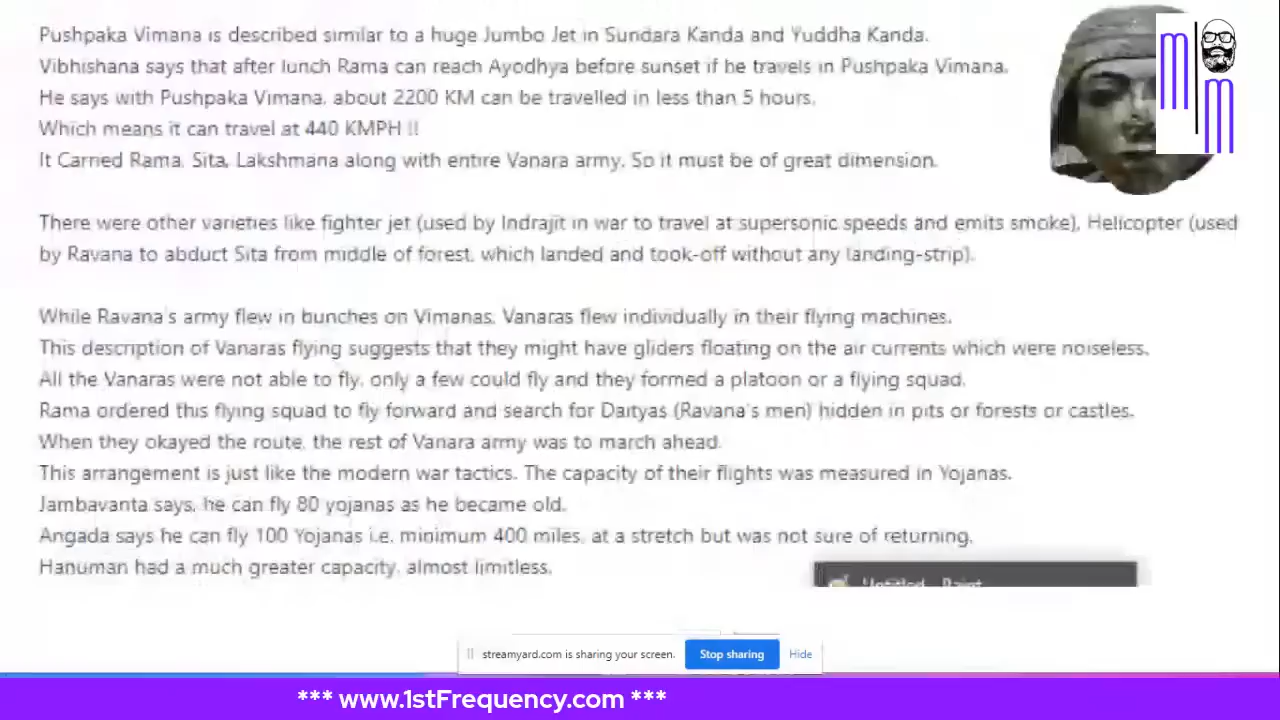 Pushpaka Vimana is described similar to a huge Jumbo Jet in Sundara Kanda and Yuddha Kanda.
Vibhishana says that after lunch Rama can reach Ayodhya before sunset if he travels in Pushpaka Vimana.
He says with Pushpaka Vimana, about 2200 KM can be travelled in less than 5 hours.
Which means it can travel at 440 KMPH !!
It Carried Rama, Sita, Lakshmana along with entire Vanara army. So it must be of great dimension.
There were other varieties like fighter jet (used by Indrajit in war to travel at supersonic speeds and emits smoke), Helicopter (used
by Ravana to abduct Sita from middle of forest, which landed and took-off without any landing-strip).
While Ravana's army flew in bunches on Vimanas, Vanaras flew individually in their flying machines.
This description of Vanaras flying suggests that they might have gliders floating on the air currents which were noiseless.
All the Vanaras were not able to fly, only a few could fly and they formed a platoon or a flying squad.
Rama ordered this flying squad to fly forward and search for Daityas (Ravana's men) hidden in pits or forests or castles.
When they okayed the route, the rest of Vanara army was to march ahead.
This arrangement is just like the modern war tactics. The capacity of their flights was measured in Yojanas.
Jambavanta says, he can fly 80 yojanas as he became old.
Angada says he can fly 100 Yojanas i.e. minimum 400 miles, at a stretch but was not sure of returning.
Hanuman had a much greater capacity, almost limitless.
Untitled - Paint
streamyard.com is sharing your screen. Stop sharing Hide
*** www.1stFrequency.com ***
m
m